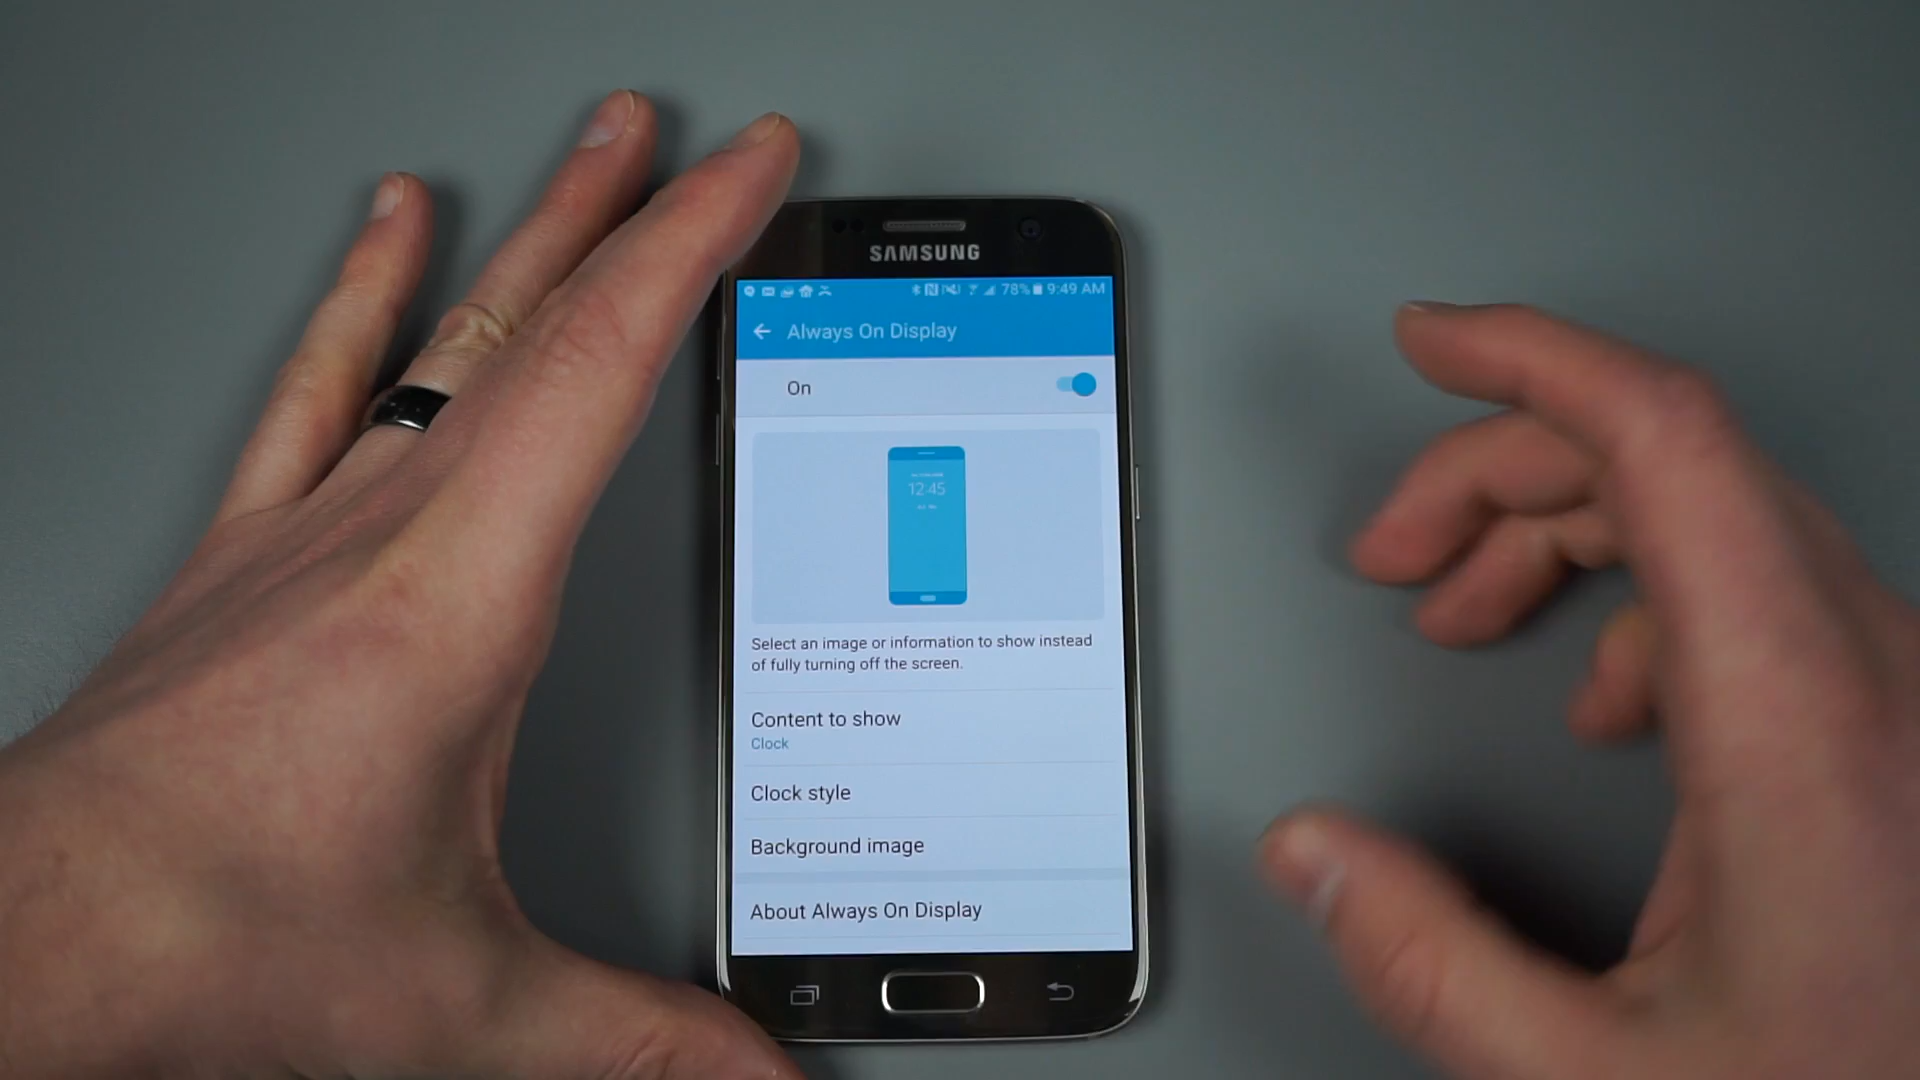 SAMSUNG
78% 9:49 AM
Always On Display
On
12:45
Select an image or information to show instead
of fully turning off the screen.
Content to show
Clock
Clock style
Background image
About Always On Display